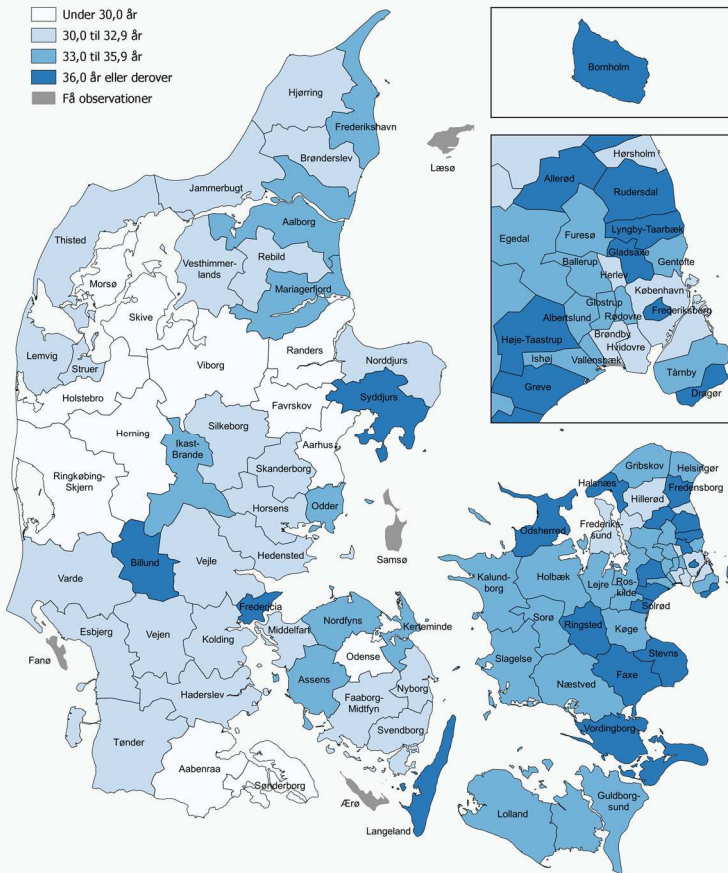 Under 30,0 år
30,0 til 32,9 år
33,0 til 35,9 år
36,0 år eller derover
Få observationer
Bornholm
Hjørring
Frederikshavn
Læsø
Brønderslev
Jammerbugt
Thisted
Aalborg
Vesthimmer-
lands
Rebild
Morsø
Mariagerfjord
Skive
Lemvig
Struer
Viborg
Randers
Norddjurs
Holstebro
Favrskov
Syddjurs
Herning
Ikast-
Brande
Silkeborg
Aarhus
Ringkøbing-
Skjern
Skanderborg
Horsens
Odder
Samsø
Billund
Vejle
Hedensted
Varde
Fredericia
Esbjerg
Vejen
Kolding
Middelfart
Nordfyns
Kerteminde
Fanø
Odense
Assens
Haderslev
Faaborg-
Midtfyn
Nyborg
Svendborg
Tønder
Aabenraa
Sønderborg
Ærø
Langeland
Hørsholm
Allerød
Rudersdal
Egedal
Furesø
Lyngby-Taarbæk
Gladsaxe
Ballerup
Gentofte
Herlev
København
Glostrup
Frederiksberg
Albertslund
Rødovre
Høje-Taastrup
Brøndby
Hvidovre
Ishøj
Vallensbæk
Greve
Tårnby
Dragør
Gribskov
Helsingør
Halsnæs
Fredensborg
Hillerød
Odsherred
Frederiks-
sund
Kalund-
borg
Holbæk
Lejre
Ros-
kilde
Solrød
Sorø
Ringsted
Køge
Slagelse
Stevns
Næstved
Faxe
Vordingborg
Guldborg-
sund
Lolland